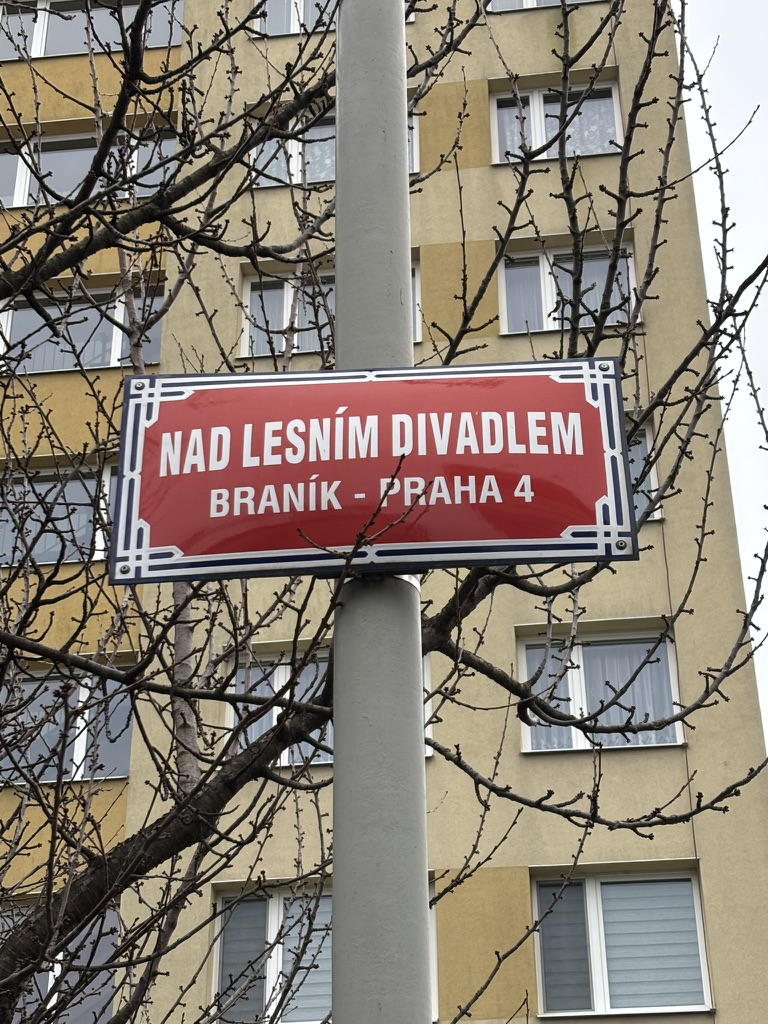 NAD LESNÍM DIVADLEM
BRANÍK - PRAHA 4